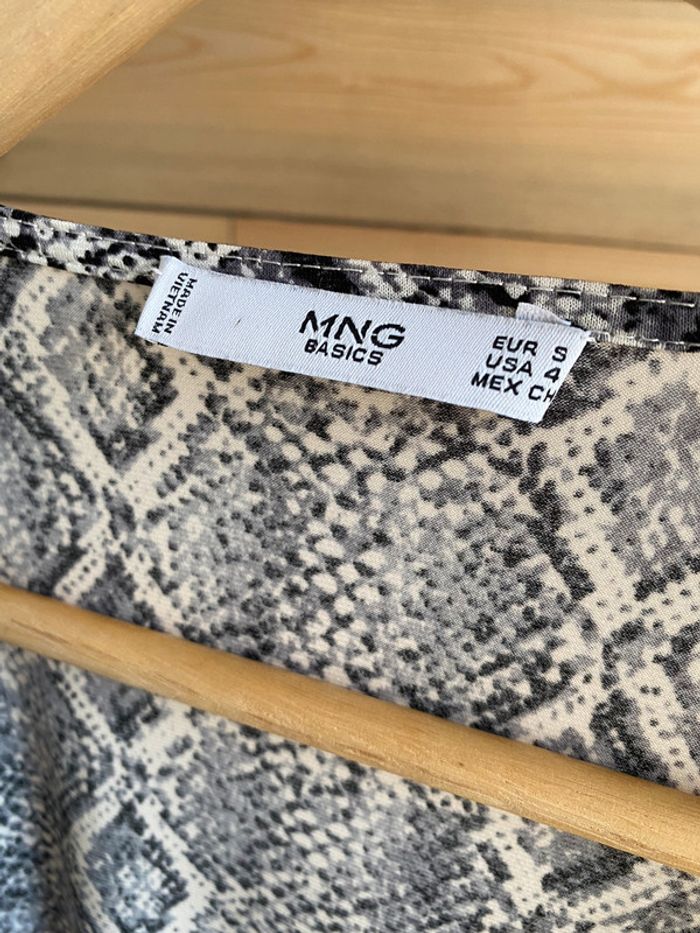 MADE IN
VIETNAM
MNG
BASICS
EUR S
USA 4
MEX CH